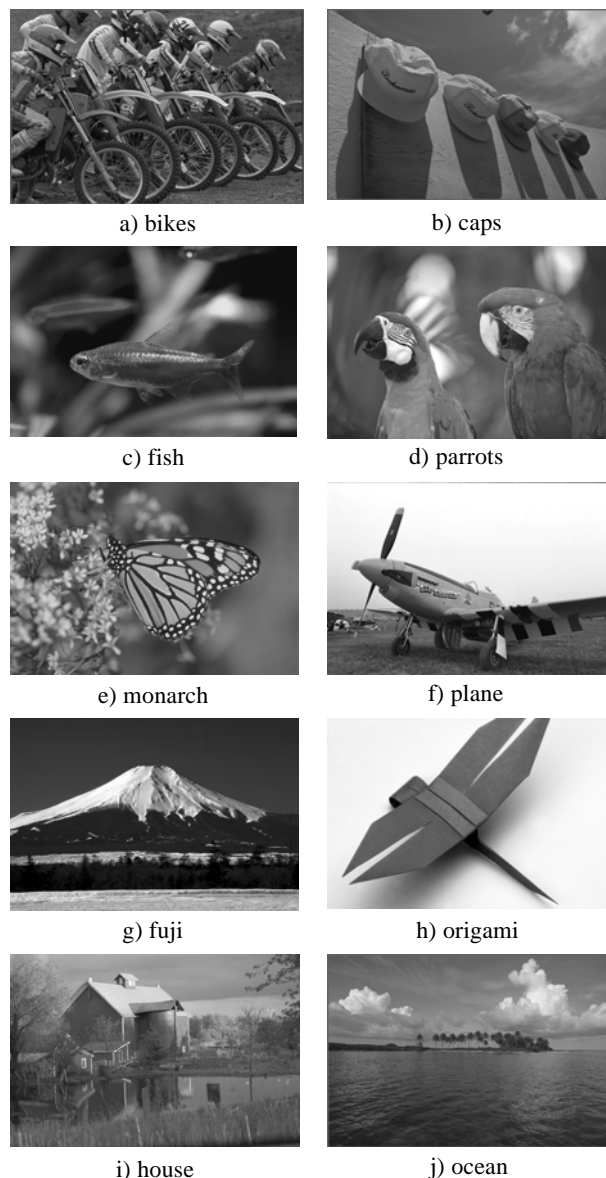 a) bikes
b) caps
c) fish
d) parrots
e) monarch
f) plane
g) fuji
h) origami
i) house
j) ocean